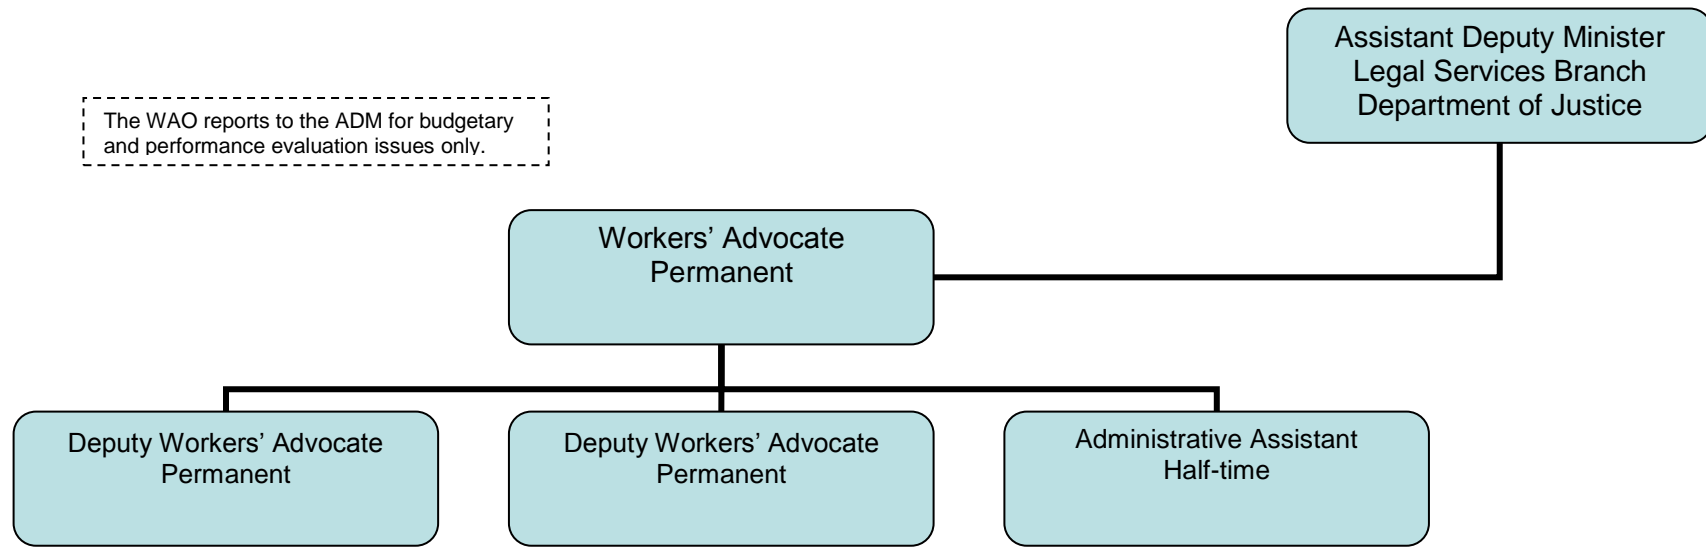 Assistant Deputy Minister
Legal Services Branch
Department of Justice
The WAO reports to the ADM for budgetary
and performance evaluation issues only.
Workers’ Advocate
Permanent
Deputy Workers’ Advocate
Permanent
Deputy Workers’ Advocate
Permanent
Administrative Assistant
Half-time